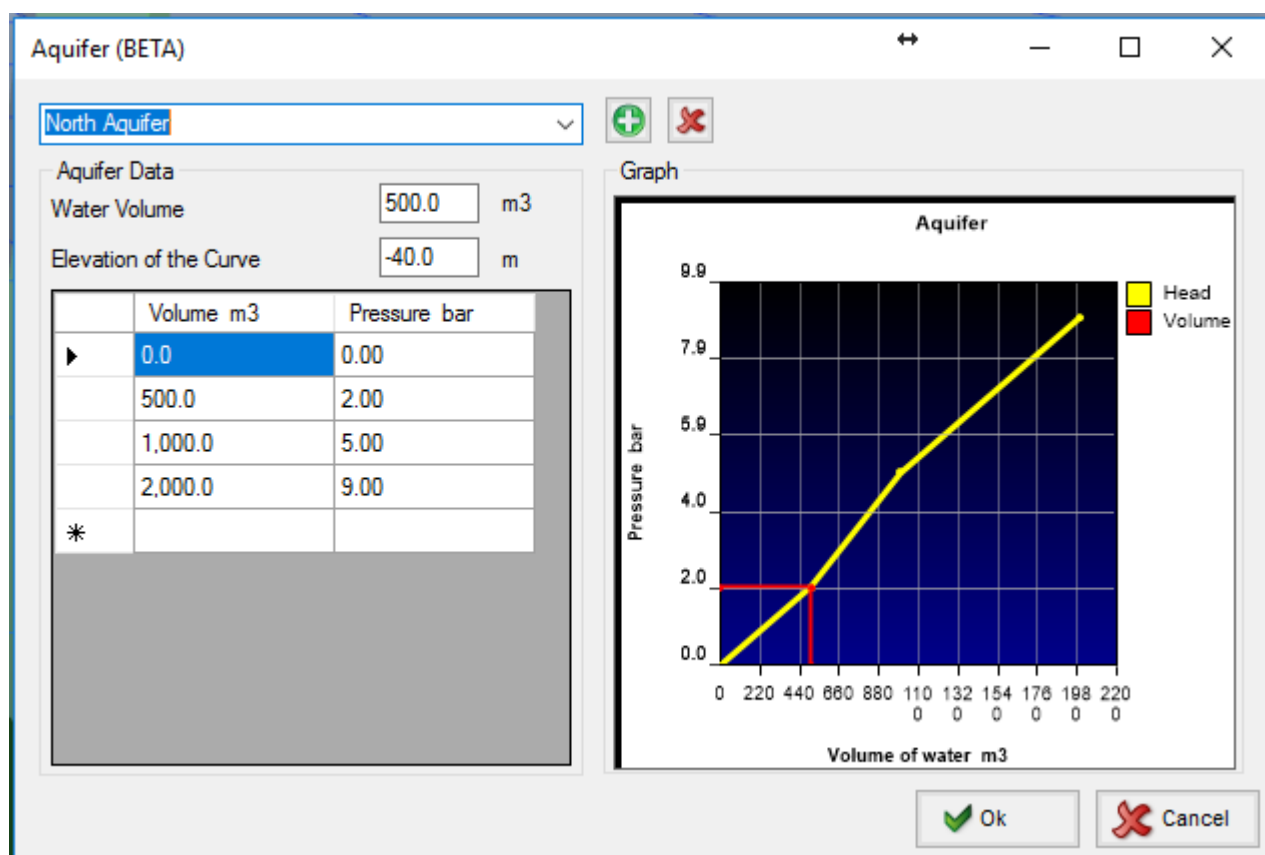 Aquifer (BETA)
North Aquifer
Aquifer Data
Water Volume 500.0 m3
Elevation of the Curve -40.0 m
Volume m3 Pressure bar
0.0 0.00
500.0 2.00
1,000.0 5.00
2,000.0 9.00
Graph
Aquifer
9.9
7.9
5.9
4.0
2.0
0.0
Pressure bar
0 220 440 660 880 110 132 154 176 198 220
0 0 0 0 0 0
Volume of water m3
Head
Volume
Ok Cancel